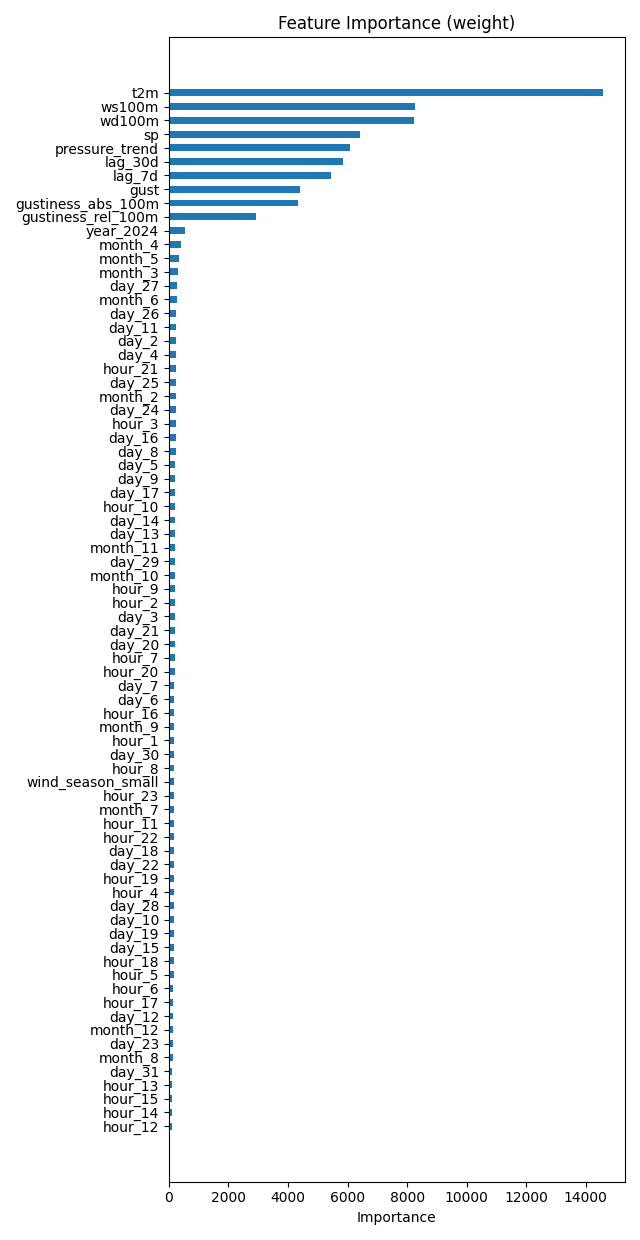 Feature Importance (weight)
t2m
ws100m
wd100m
sp
pressure_trend
lag_30d
lag_7d
gust
gustiness_abs_100m
gustiness_rel_100m
year_2024
month_4
month_5
month_3
day_27
month_6
day_26
day_11
day_2
day_4
hour_21
day_25
month_2
day_24
hour_3
day_16
day_8
day_5
day_9
day_17
hour_10
day_14
day_13
month_11
day_29
month_10
hour_9
hour_2
day_3
day_21
day_20
hour_7
hour_20
day_7
day_6
hour_16
month_9
hour_1
day_30
hour_8
wind_season_small
hour_23
month_7
hour_11
hour_22
day_18
day_22
hour_19
hour_4
day_28
day_10
day_19
day_15
hour_18
hour_5
hour_6
hour_17
day_12
month_12
day_23
month_8
day_31
hour_13
hour_15
hour_14
hour_12
0 2000 4000 6000 8000 10000 12000 14000
Importance